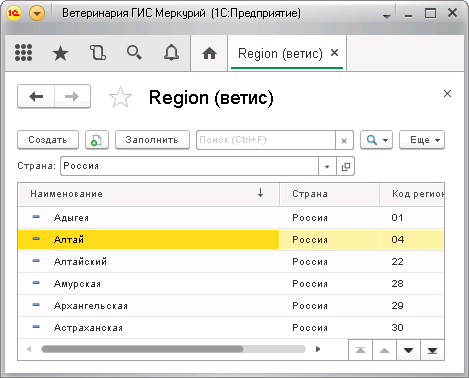 Ветеринария ГИС Меркурий (1С:Предприятие)
Region (ветис)
Region (ветис)
Создать Заполнить Поиск (Ctrl+F) Еще
Страна: Россия
Наименование Страна Код регион
Адыгея Россия 01
Алтай Россия 04
Алтайский Россия 22
Амурская Россия 28
Архангельская Россия 29
Астраханская Россия 30